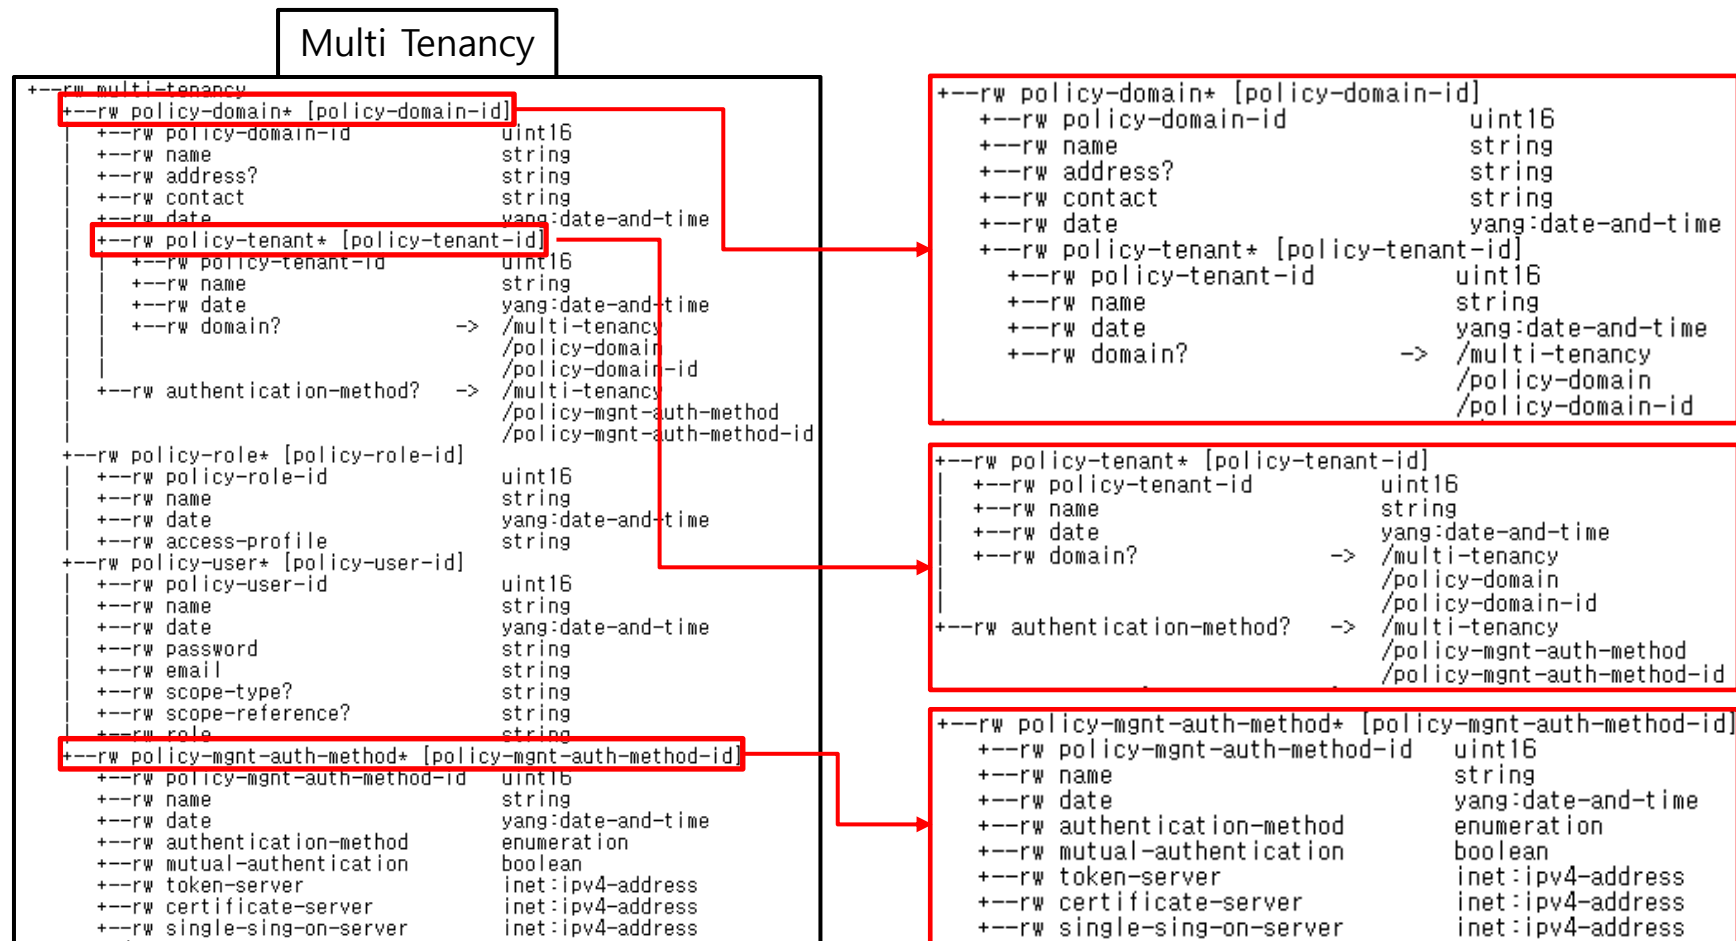 Multi Tenancy
+--rw multi-tenancy
+--rw policy-domain* [policy-domain-id]
| +--rw policy-domain-id uint16
| +--rw name string
| +--rw address? string
| +--rw contact string
| +--rw date yang:date-and-time
| +--rw policy-tenant* [policy-tenant-id]
| | +--rw policy-tenant-id uint16
| | +--rw name string
| | +--rw date yang:date-and-time
| | +--rw domain? -> /multi-tenancy
| | /policy-domain
| | /policy-domain-id
| +--rw authentication-method? -> /multi-tenancy
| /policy-mgnt-auth-method
| /policy-mgnt-auth-method-id
+--rw policy-role* [policy-role-id]
| +--rw policy-role-id uint16
| +--rw name string
| +--rw date yang:date-and-time
| +--rw access-profile string
+--rw policy-user* [policy-user-id]
| +--rw policy-user-id uint16
| +--rw name string
| +--rw date yang:date-and-time
| +--rw password string
| +--rw email string
| +--rw scope-type? string
| +--rw scope-reference? string
| +--rw role string
+--rw policy-mgnt-auth-method* [policy-mgnt-auth-method-id]
+--rw policy-mgnt-auth-method-id uint16
+--rw name string
+--rw date yang:date-and-time
+--rw authentication-method enumeration
+--rw mutual-authentication boolean
+--rw token-server inet:ipv4-address
+--rw certificate-server inet:ipv4-address
+--rw single-sing-on-server inet:ipv4-address
+--rw policy-domain* [policy-domain-id]
+--rw policy-domain-id uint16
+--rw name string
+--rw address? string
+--rw contact string
+--rw date yang:date-and-time
+--rw policy-tenant* [policy-tenant-id]
+--rw policy-tenant-id uint16
+--rw name string
+--rw date yang:date-and-time
+--rw domain? -> /multi-tenancy
/policy-domain
/policy-domain-id
+--rw policy-tenant* [policy-tenant-id]
| +--rw policy-tenant-id uint16
| +--rw name string
| +--rw date yang:date-and-time
| +--rw domain? -> /multi-tenancy
| /policy-domain
| /policy-domain-id
+--rw authentication-method? -> /multi-tenancy
/policy-mgnt-auth-method
/policy-mgnt-auth-method-id
+--rw policy-mgnt-auth-method* [policy-mgnt-auth-method-id]
+--rw policy-mgnt-auth-method-id uint16
+--rw name string
+--rw date yang:date-and-time
+--rw authentication-method enumeration
+--rw mutual-authentication boolean
+--rw token-server inet:ipv4-address
+--rw certificate-server inet:ipv4-address
+--rw single-sing-on-server inet:ipv4-address